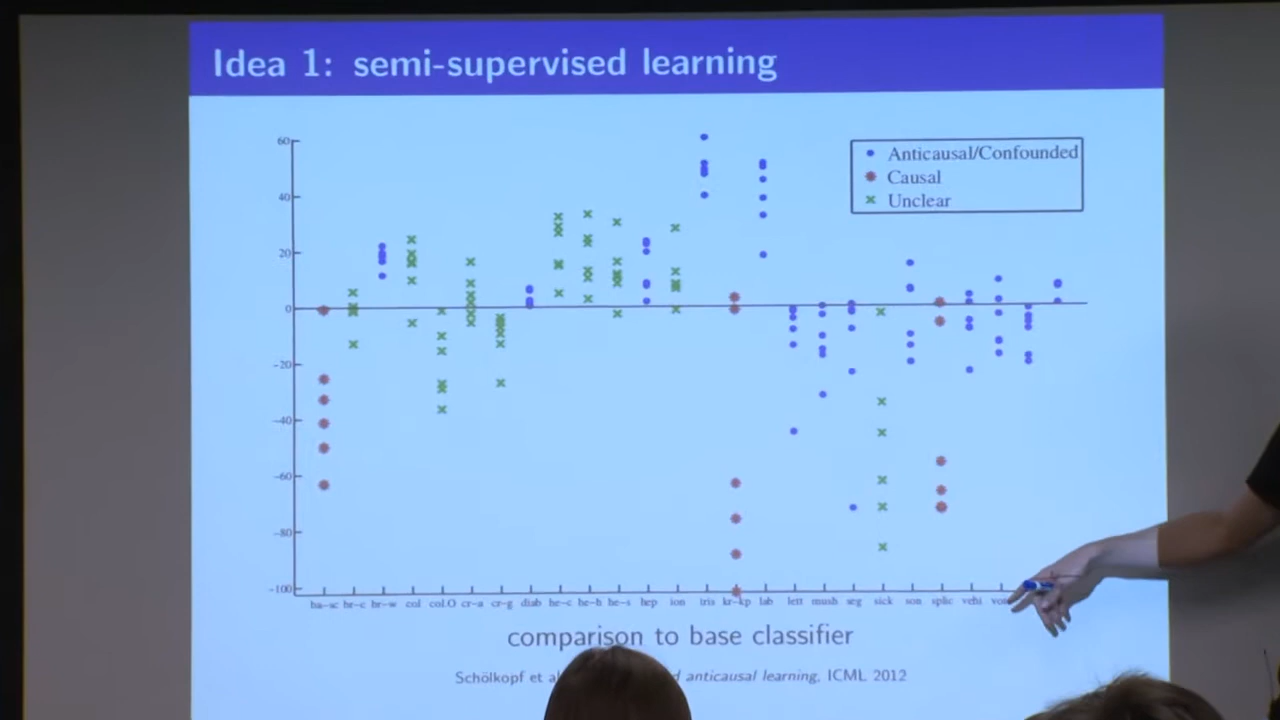 Idea 1: semi-supervised learning
60
40
20
0
-20
-40
-60
-80
-100
Anticausal/Confounded
Causal
Unclear
ba-sc br-c br-w col col.O cr-a cr-g diab he-c he-h he-s hep ion iris kr-kp lab lett mush seg sick son splic vehi
comparison to base classifier
Schölkopf et anticausal learning, ICML 2012